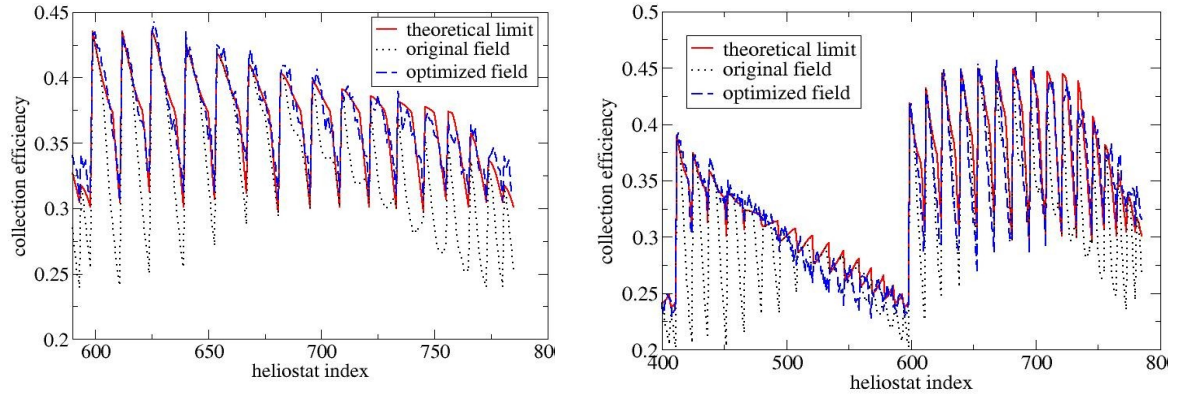 0.45
0.4
0.35
0.3
0.25
0.2
collection efficiency
theoretical limit
original field
optimized field
600 650 700 750 80
heliostat index
0.5
0.45
0.4
0.35
0.3
0.25
0.2
collection efficiency
theoretical limit
original field
optimized field
400 500 600 700 80
heliostat index